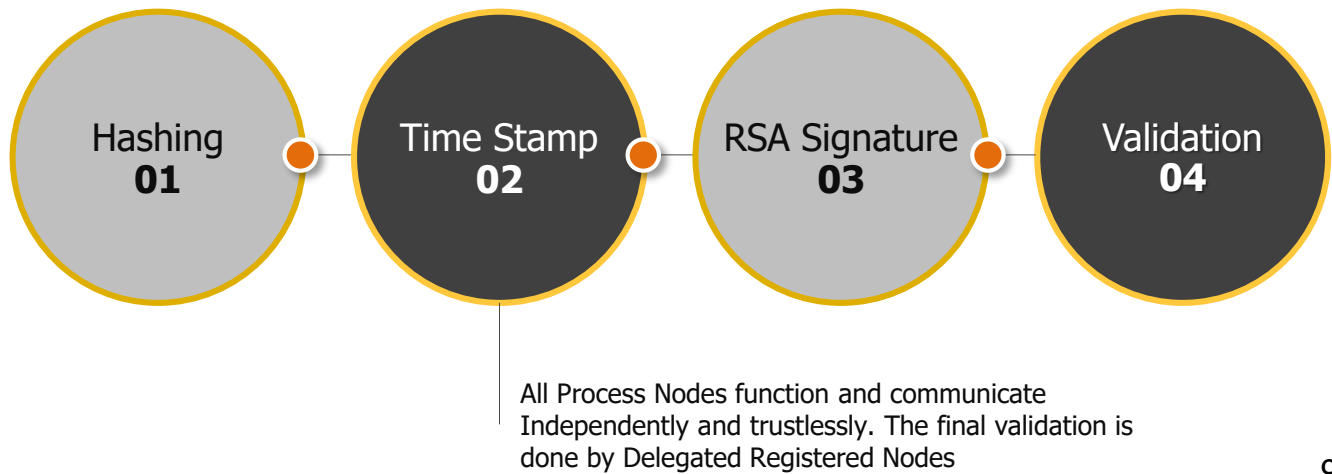 Hashing
01
Time Stamp
02
RSA Signature
03
Validation
04
All Process Nodes function and communicate
Independently and trustlessly. The final validation is
done by Delegated Registered Nodes